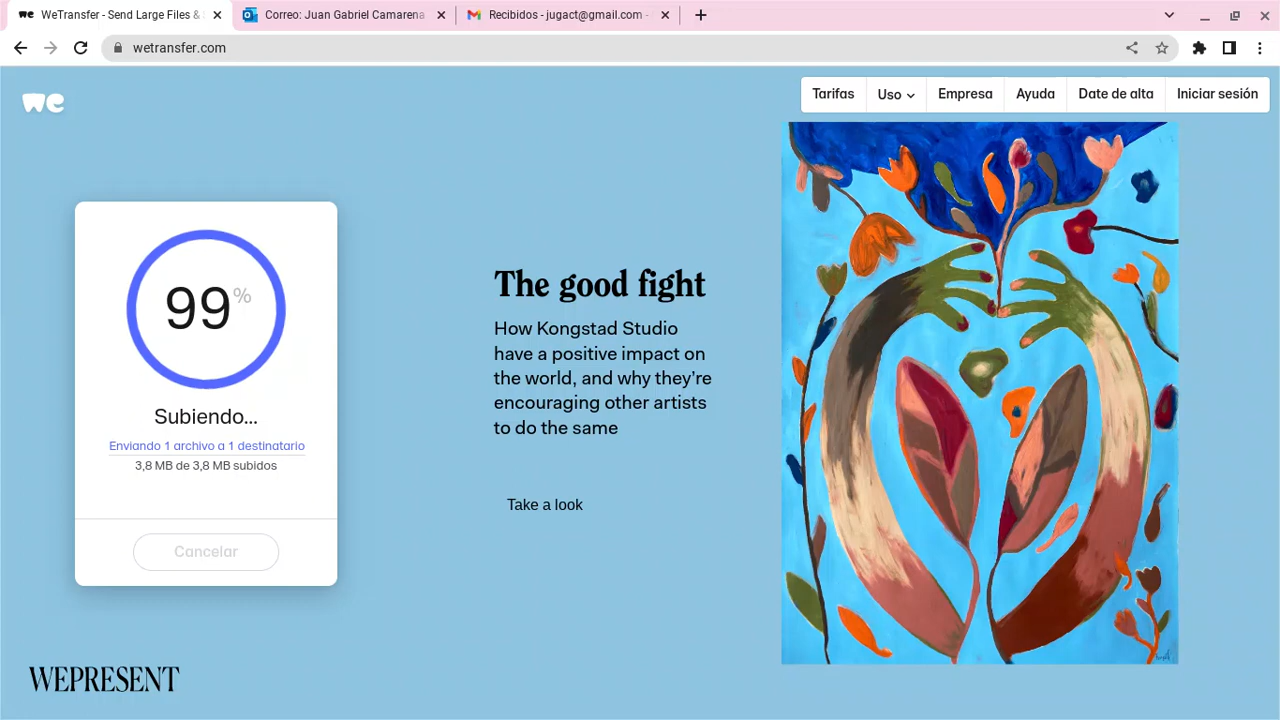 WeTransfer - Send Large Files &
Correo: Juan Gabriel Camarena
Recibidos - jugact@gmail.com -
wetransfer.com
we
Tarifas
Uso
Empresa
Ayuda
Date de alta
Iniciar sesión
99%
Subiendo...
Enviando 1 archivo a 1 destinatario
3,8 MB de 3,8 MB subidos
Cancelar
The good fight
How Kongstad Studio
have a positive impact on
the world, and why they're
encouraging other artists
to do the same
Take a look
WEPRESENT